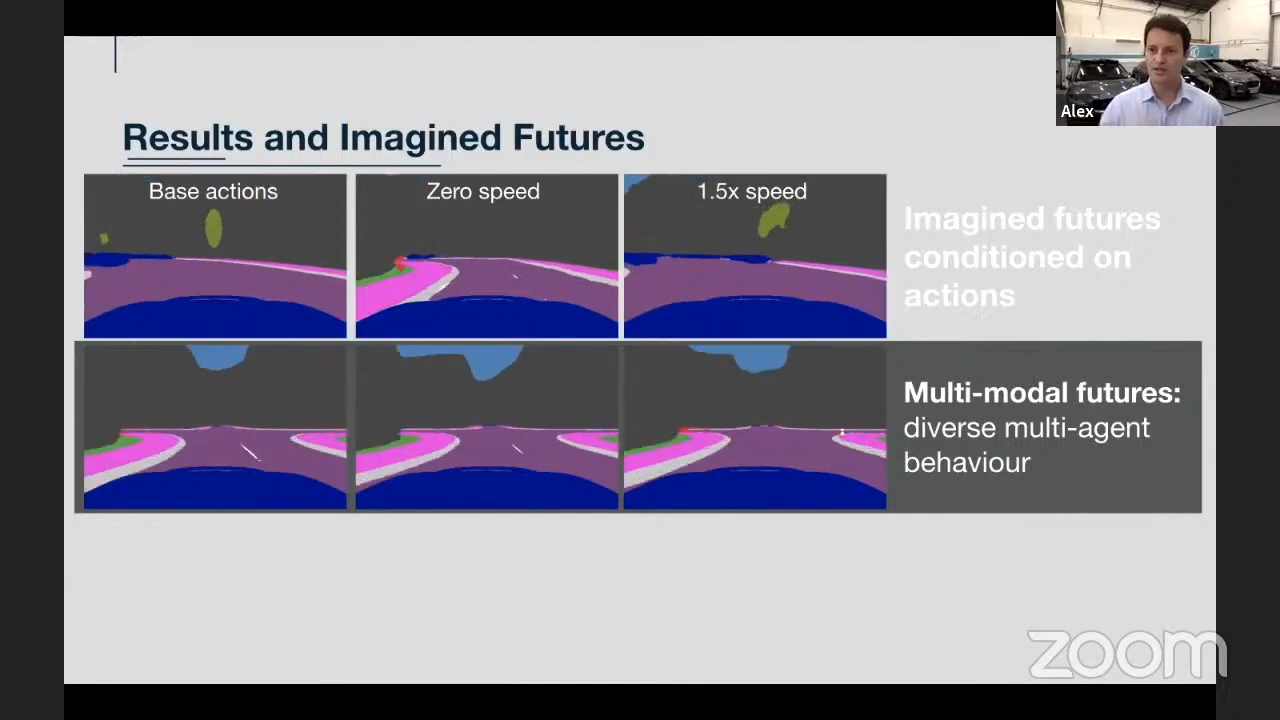 Alex
Results and Imagined Futures
Base actions
Zero speed
1.5x speed
Imagined futures
conditioned on
actions
Multi-modal futures:
diverse multi-agent
behaviour
zoom